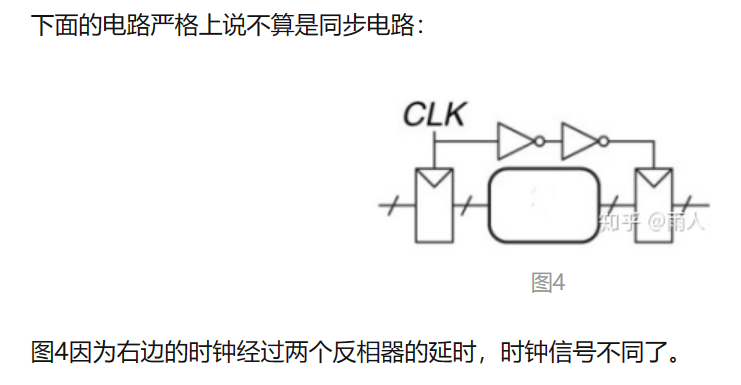 下面的电路严格上说不算是同步电路：
CLK
知乎 @雨人
图4
图4因为右边的时钟经过两个反相器的延时，时钟信号不同了。